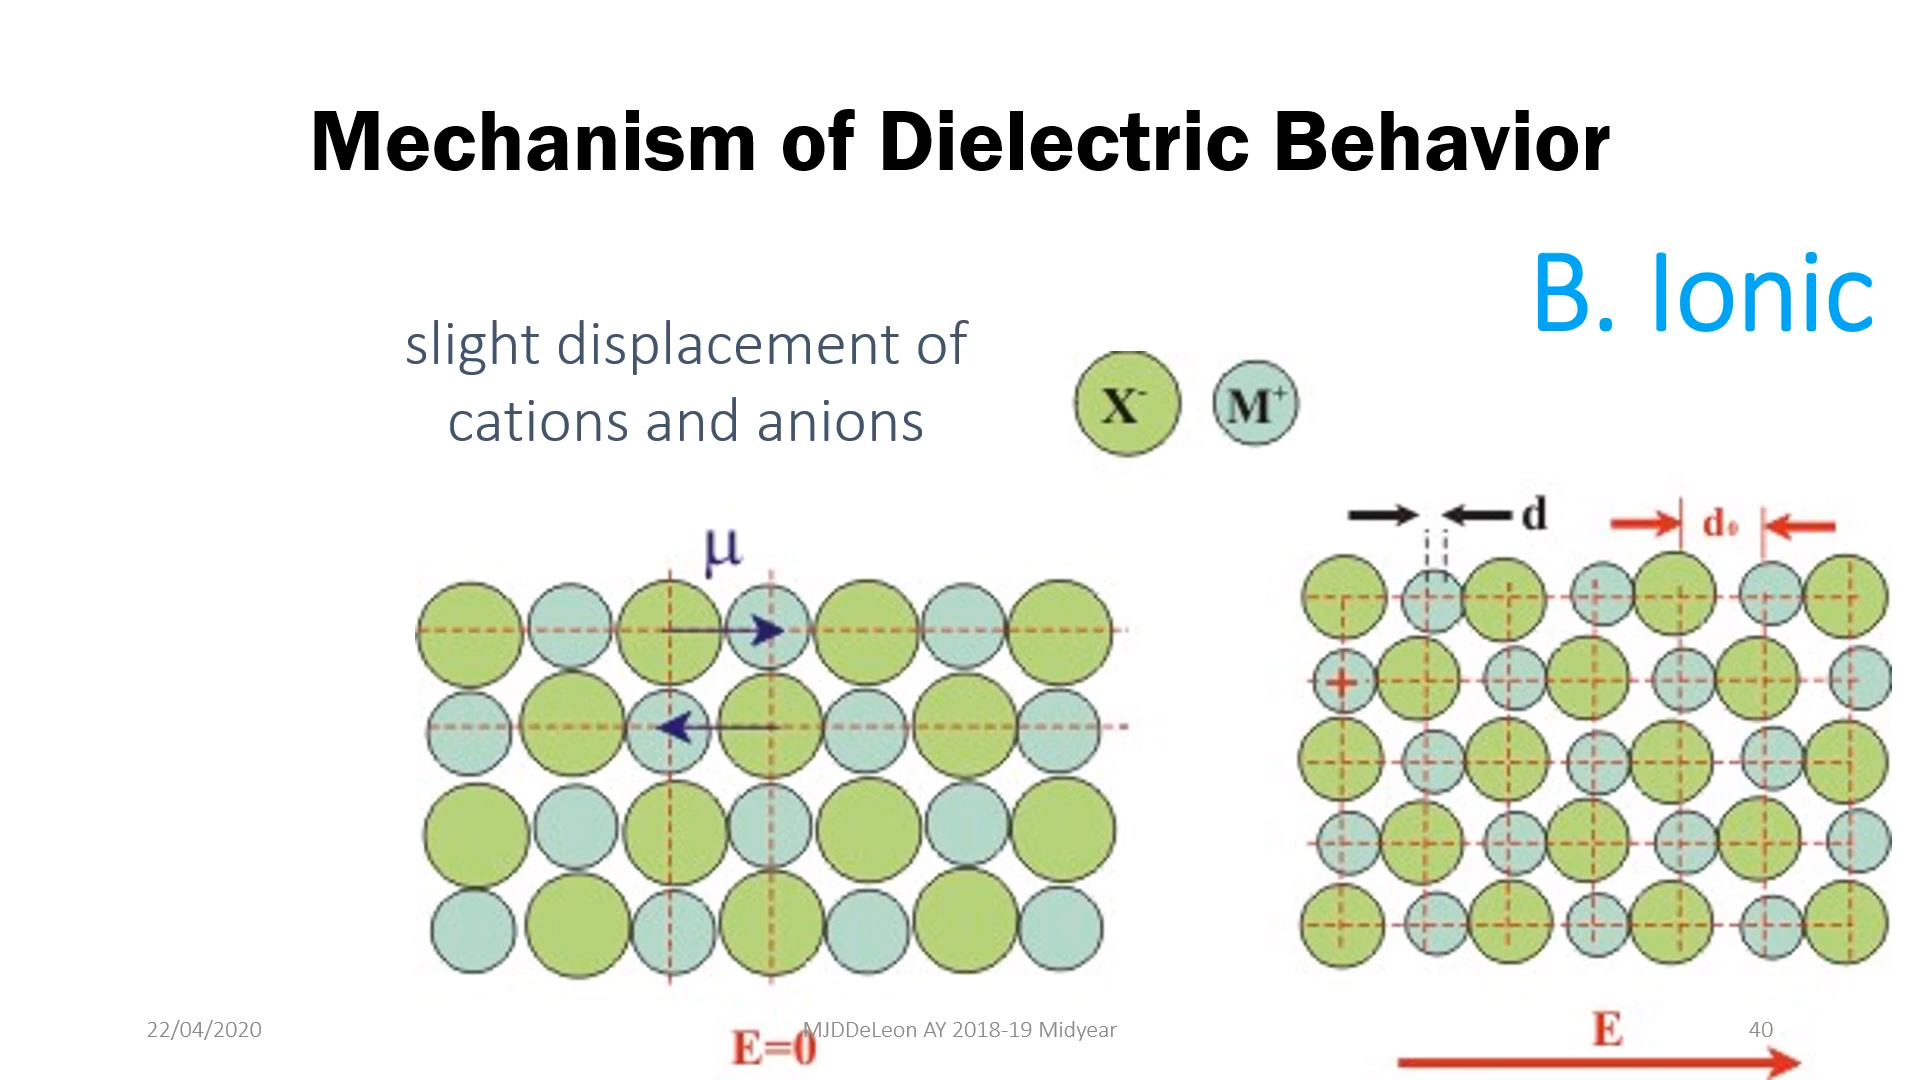 Mechanism of Dielectric Behavior
B. Ionic
slight displacement of
cations and anions
X⁻ M⁺
μ
d
d₀
+
E=0
E
22/04/2020
MJDDeLeon AY 2018-19 Midyear
40